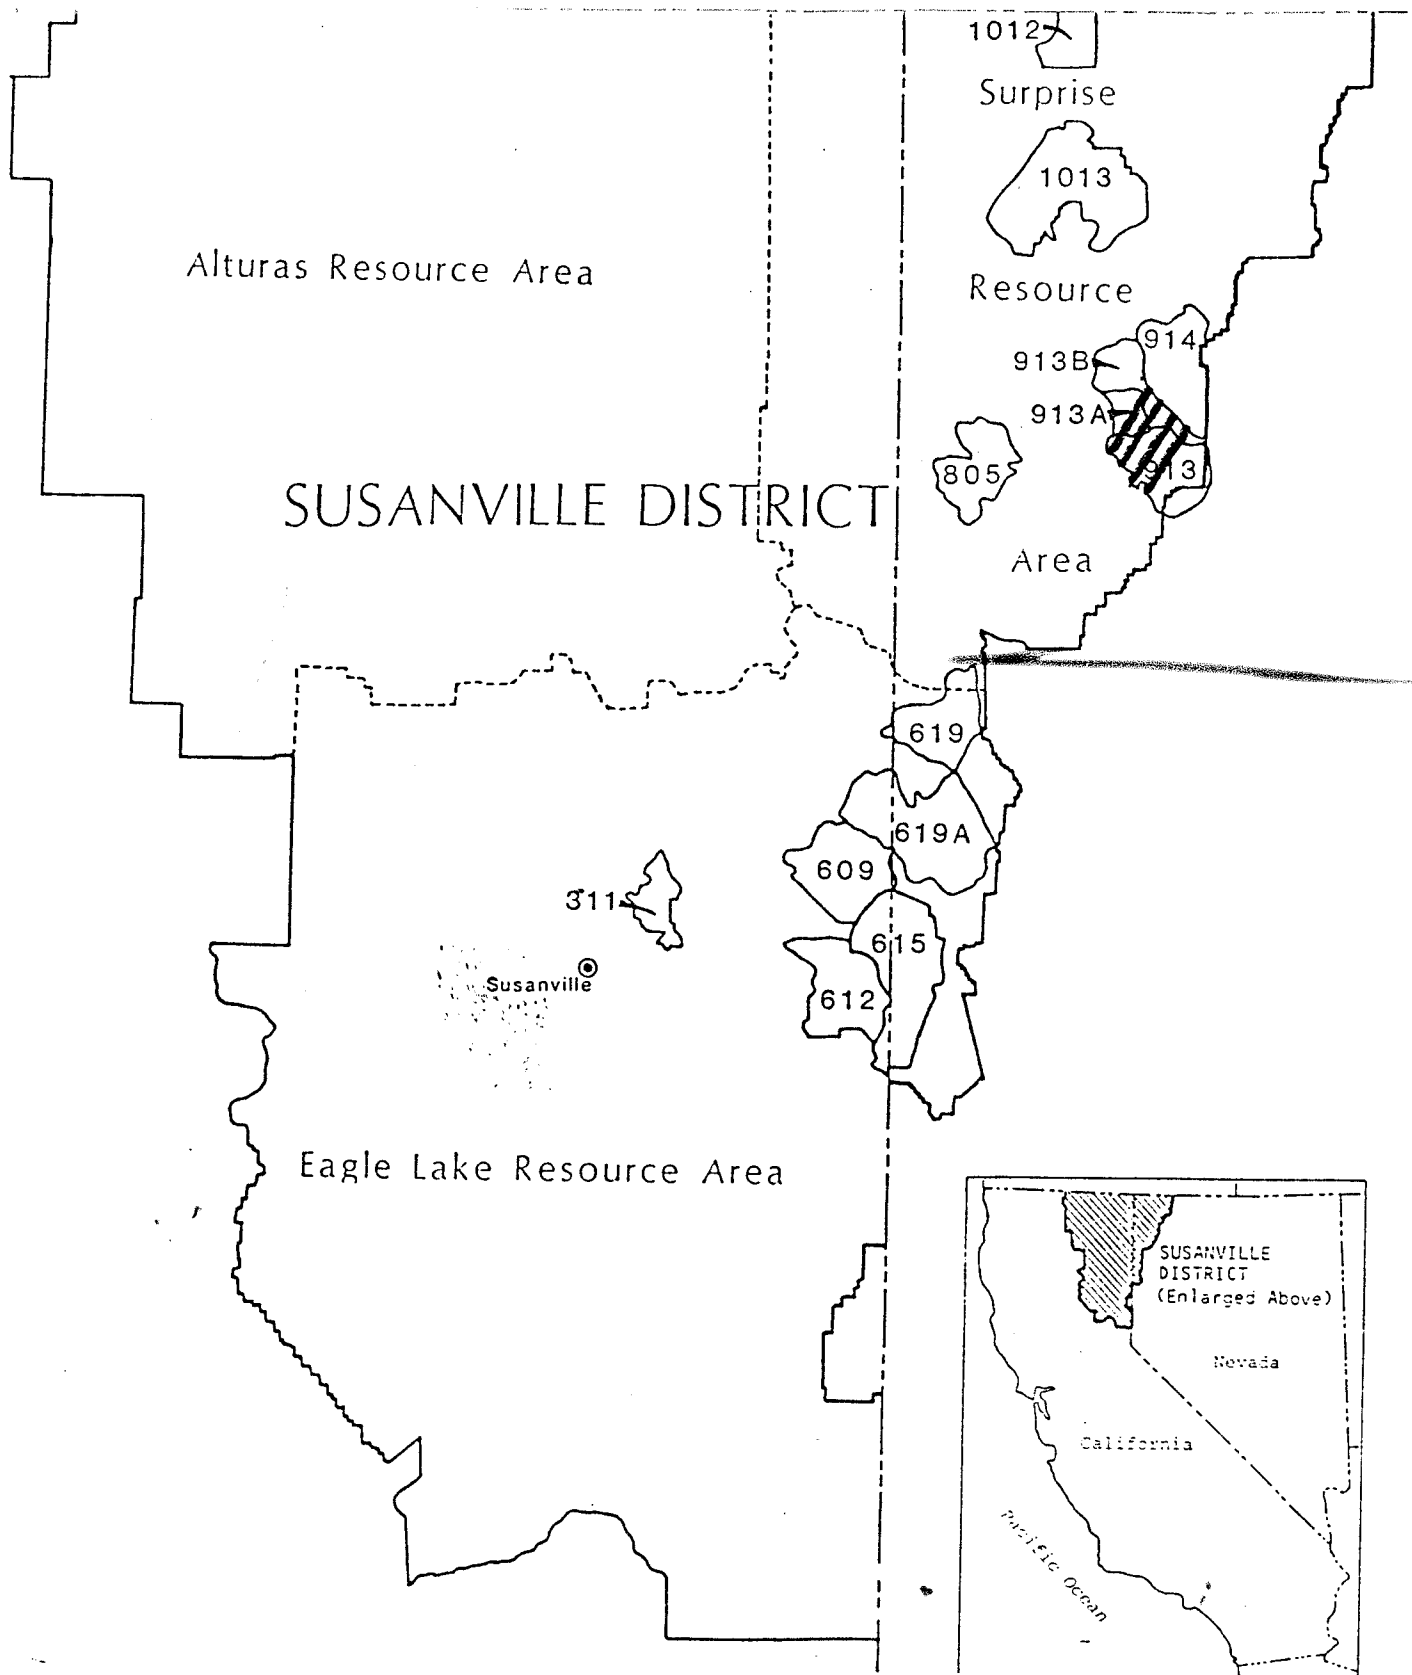 1012
Surprise
1013
Alturas Resource Area
Resource
914
913B
913A
805
913
SUSANVILLE DISTRICT
Area
619
619A
609
311
615
Susanville
612
Eagle Lake Resource Area
SUSANVILLE
DISTRICT
(Enlarged Above)
Nevada
California
Pacific Ocean